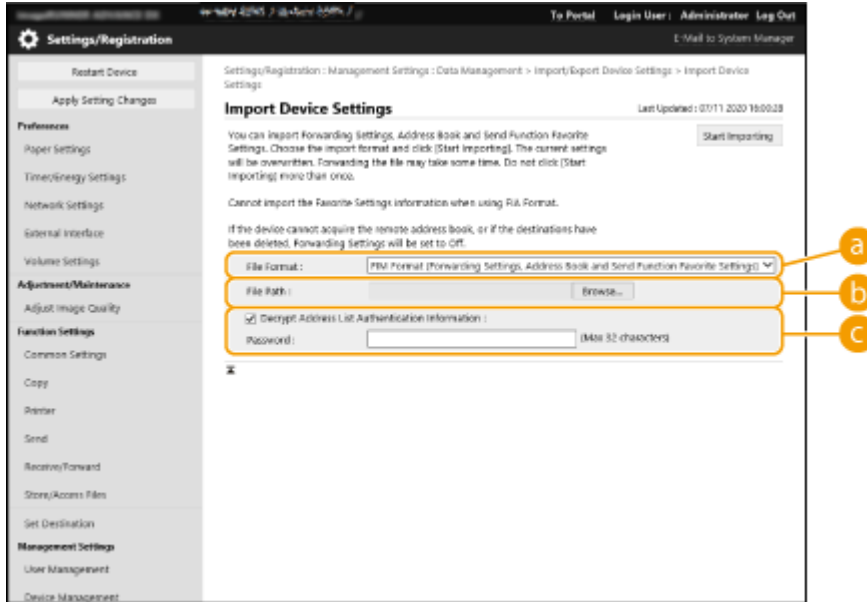 To Portal Login User : Administrator Log Out
Settings/Registration
E-Mail to System Manager
Restart Device
Apply Setting Changes
Preferences
Paper Settings
Timer/Energy Settings
Network Settings
External Interface
Volume Settings
Adjustment/Maintenance
Adjust Image Quality
Function Settings
Common Settings
Copy
Printer
Send
Receive/Forward
Store/Access Files
Set Destination
Management Settings
User Management
Device Management
Settings/Registration : Management Settings : Data Management > Import/Export Device Settings > Import Device
Settings
Import Device Settings
Last Updated : 07/11 2020 16:00:28
You can import Forwarding Settings, Address Book and Send Function Favorite
Settings. Choose the import format and click [Start Importing]. The current settings
will be overwritten. Forwarding the file may take some time. Do not click [Start
Importing] more than once.
Start Importing
Cannot import the Favorite Settings information when using FIA Format.
If the device cannot acquire the remote address book, or if the destinations have
been deleted, Forwarding Settings will be set to Off.
File Format : FIM Format (Forwarding Settings, Address Book and Send Function Favorite Settings)
a
File Path : Browse...
b
Decrypt Address List Authentication Information :
Password : (Max 32 characters)
c